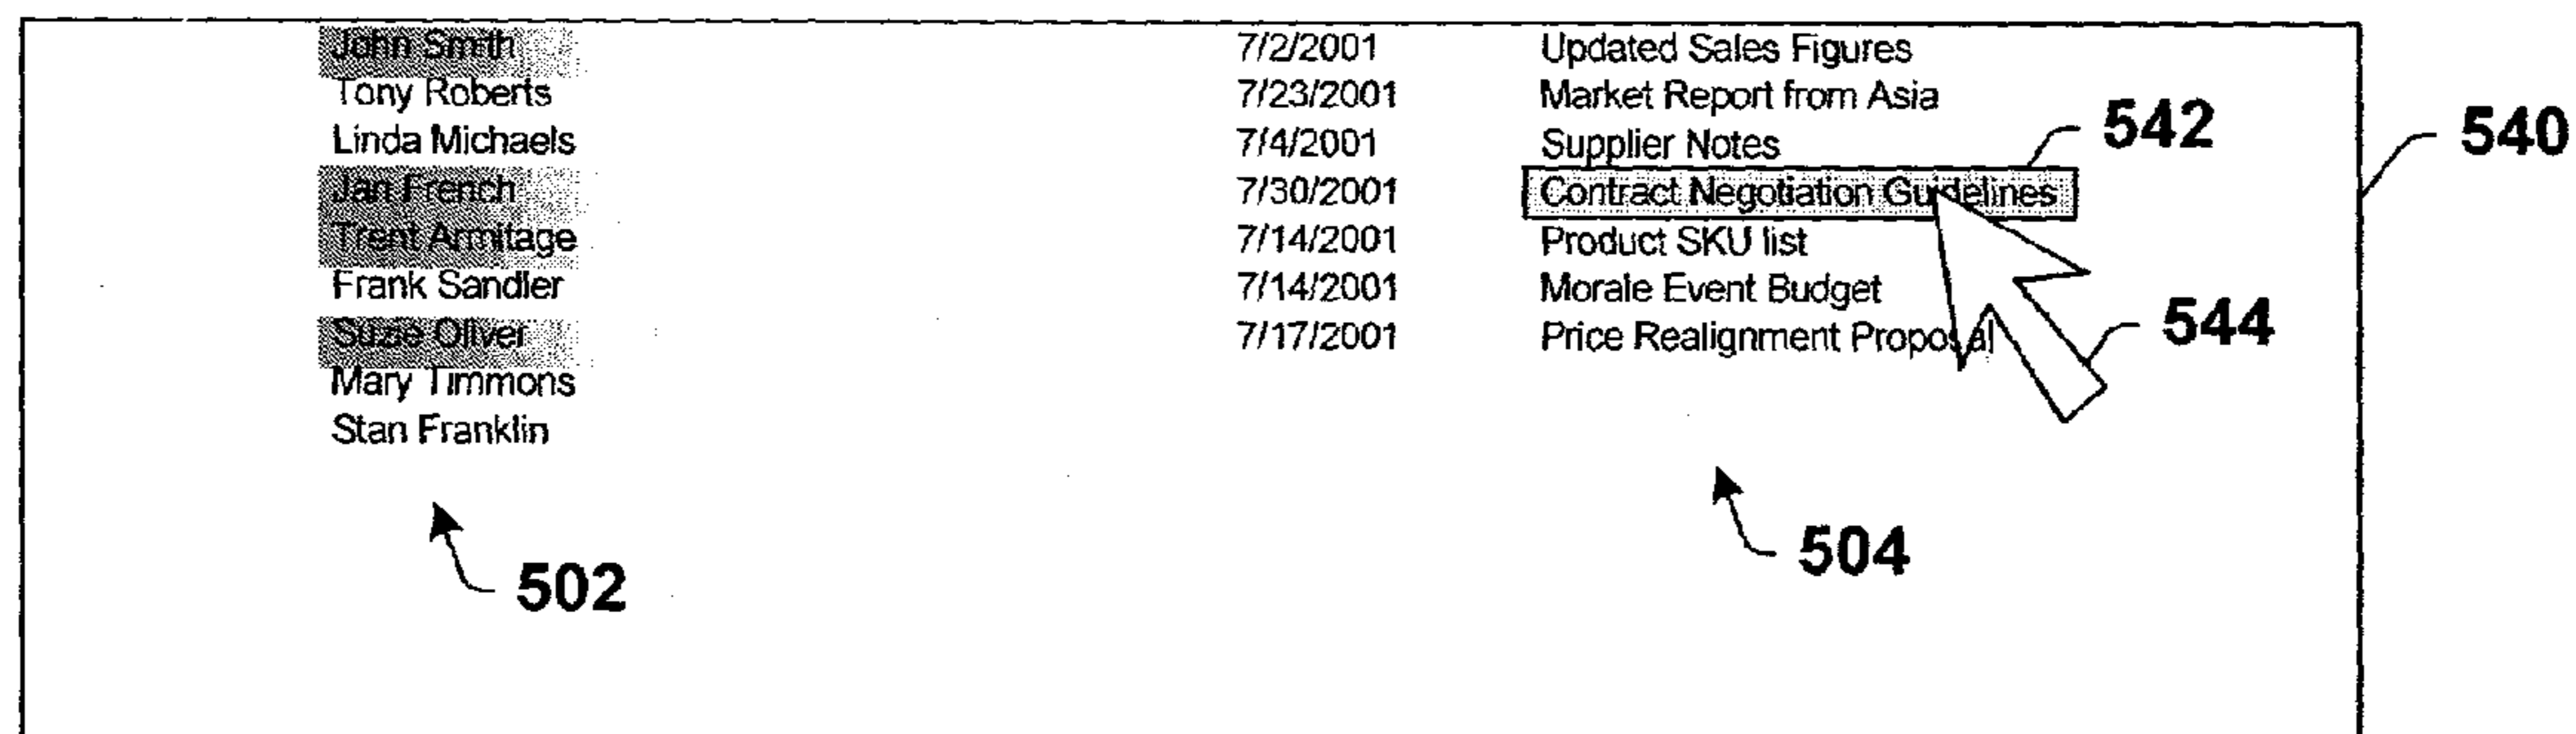 John Smith 7/2/2001 Updated Sales Figures
Tony Roberts 7/23/2001 Market Report from Asia
Linda Michaels 7/4/2001 Supplier Notes 542 540
Jan French 7/30/2001 Contract Negotiation Guidelines
Trent Armitage 7/14/2001 Product SKU list
Frank Sandler 7/14/2001 Morale Event Budget
Suzie Oliver 7/17/2001 Price Realignment Proposal 544
Mary Timmons
Stan Franklin
504
502